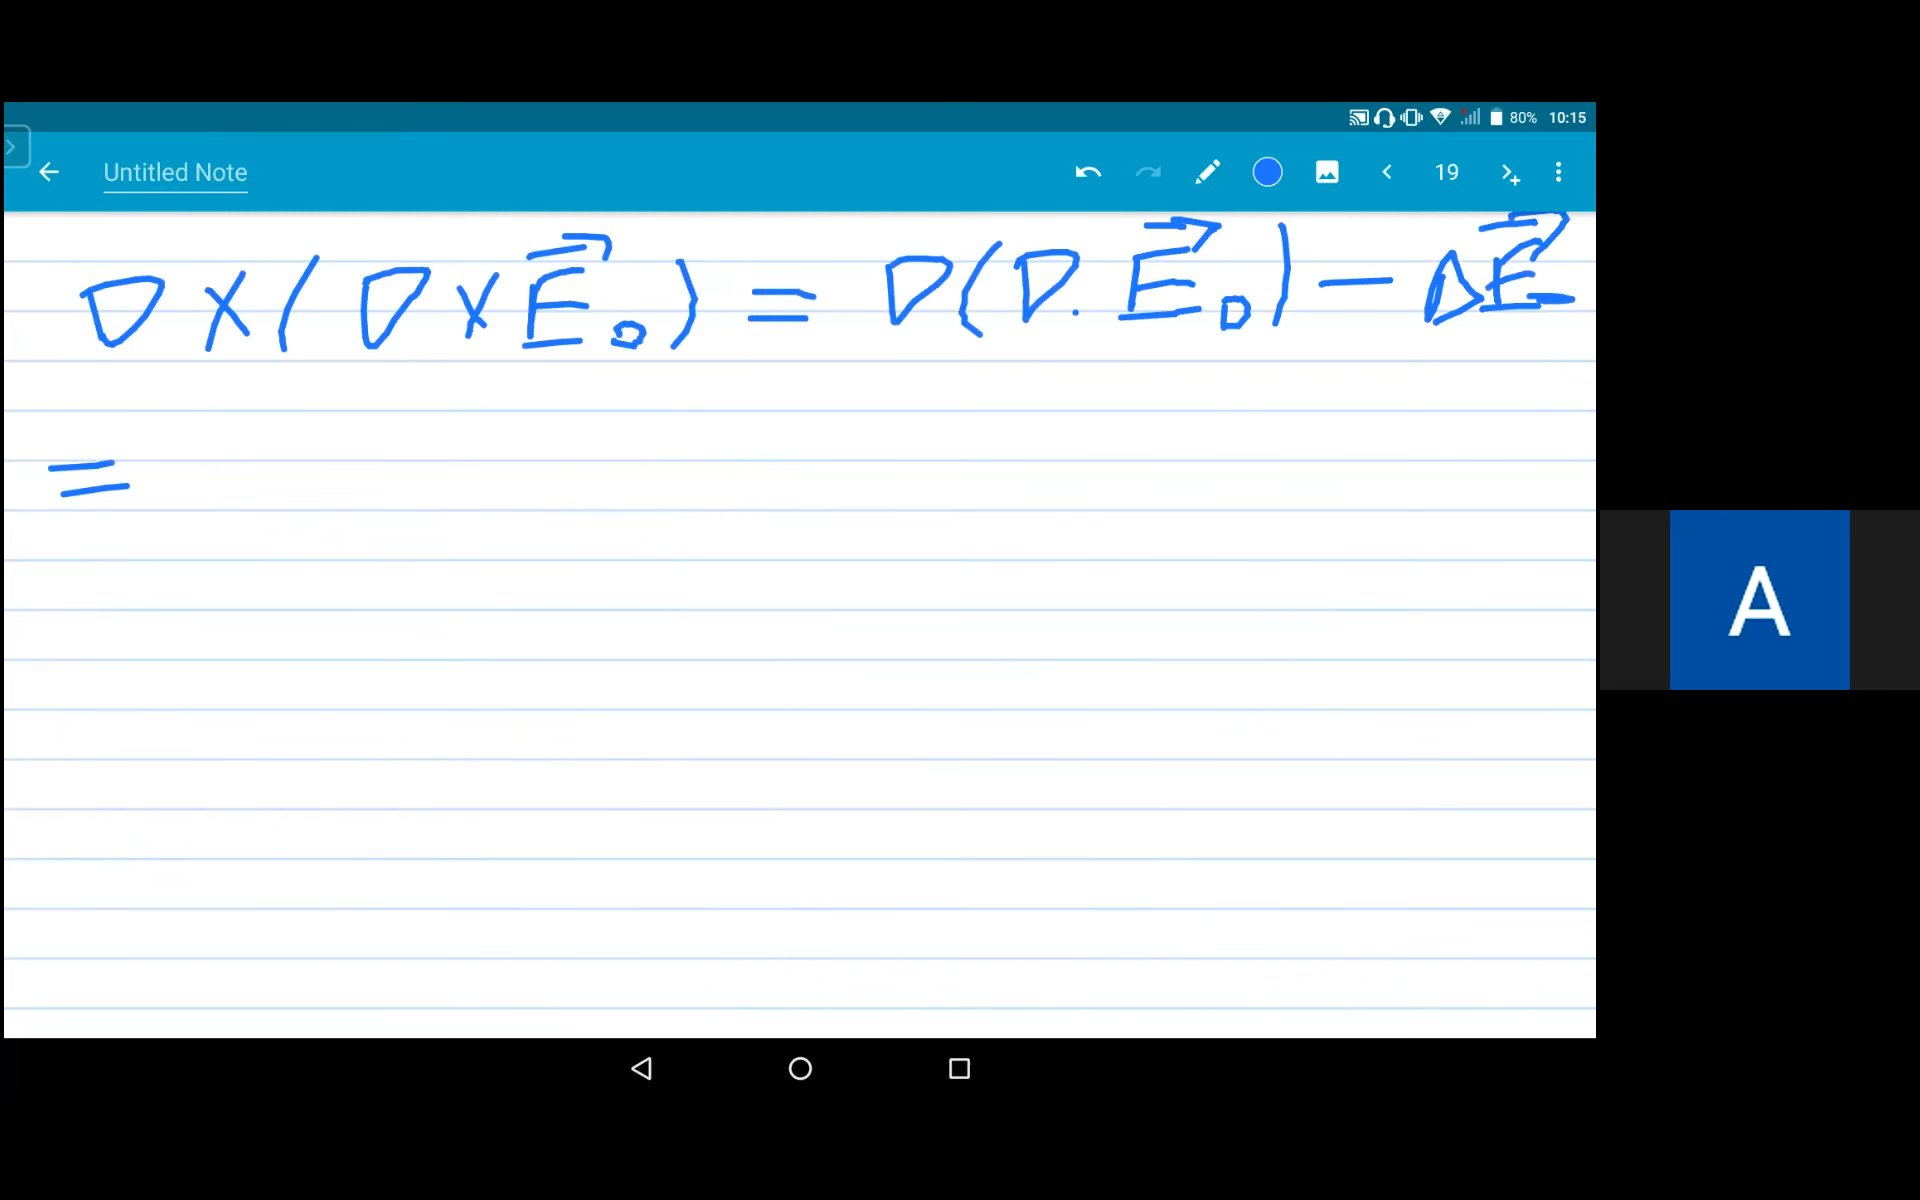 80% 10:15
Untitled Note 19
∇ × (∇ × E⃗₀) = ∇(∇ · E⃗₀) − ΔE⃗
=
A